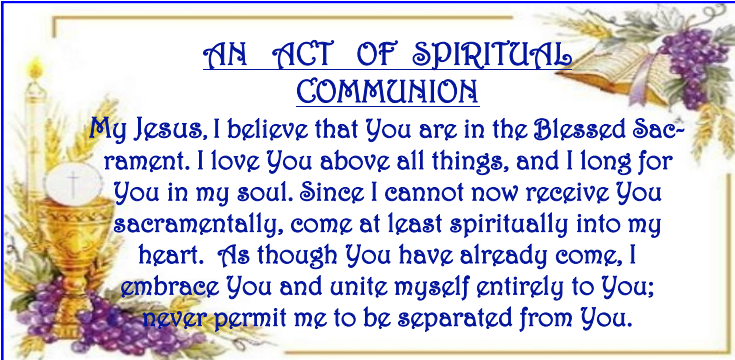 AN ACT OF SPIRITUAL
COMMUNION
My Jesus, I believe that You are in the Blessed Sac-
rament. I love You above all things, and I long for
You in my soul. Since I cannot now receive You
sacramentally, come at least spiritually into my
heart. As though You have already come, I
embrace You and unite myself entirely to You;
never permit me to be separated from You.